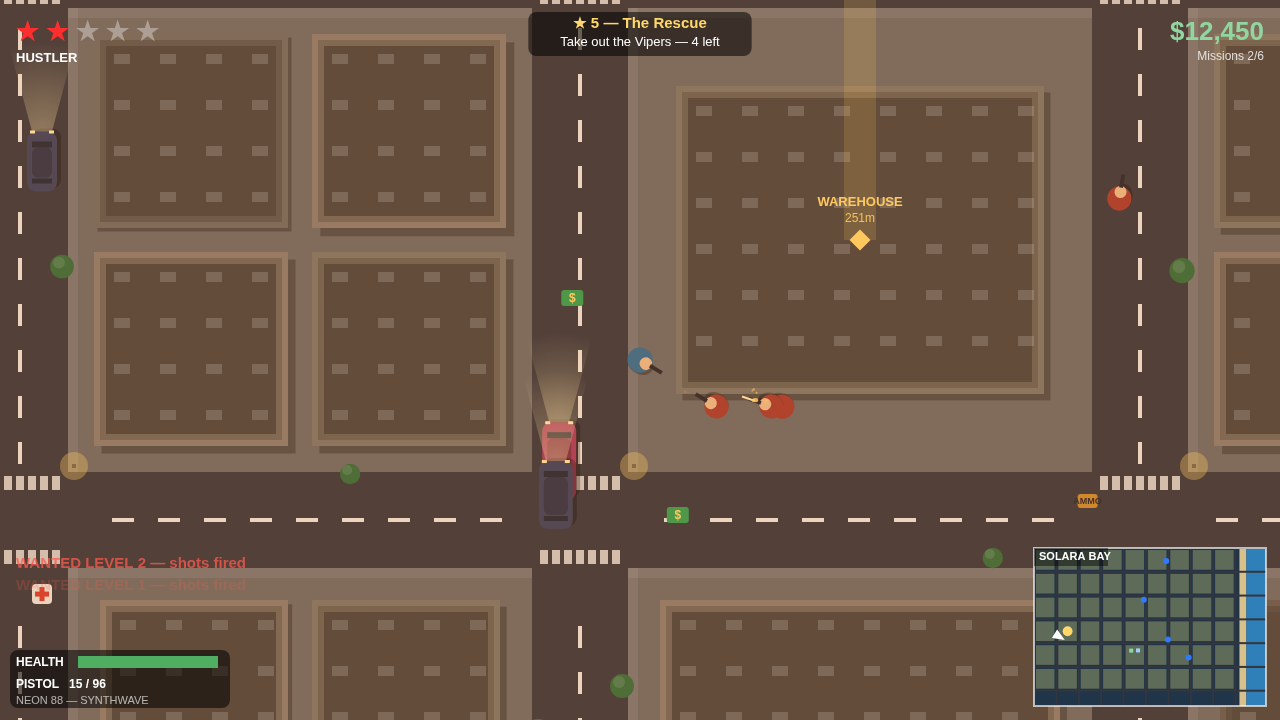 HUSTLER
★ 5 — The Rescue
Take out the Vipers — 4 left
$12,450
Missions 2/6
WAREHOUSE
251m
$
$
AMMO
WANTED LEVEL 2 — shots fired
WANTED LEVEL 1 — shots fired
HEALTH
PISTOL 15 / 96
NEON 88 — SYNTHWAVE
SOLARA BAY